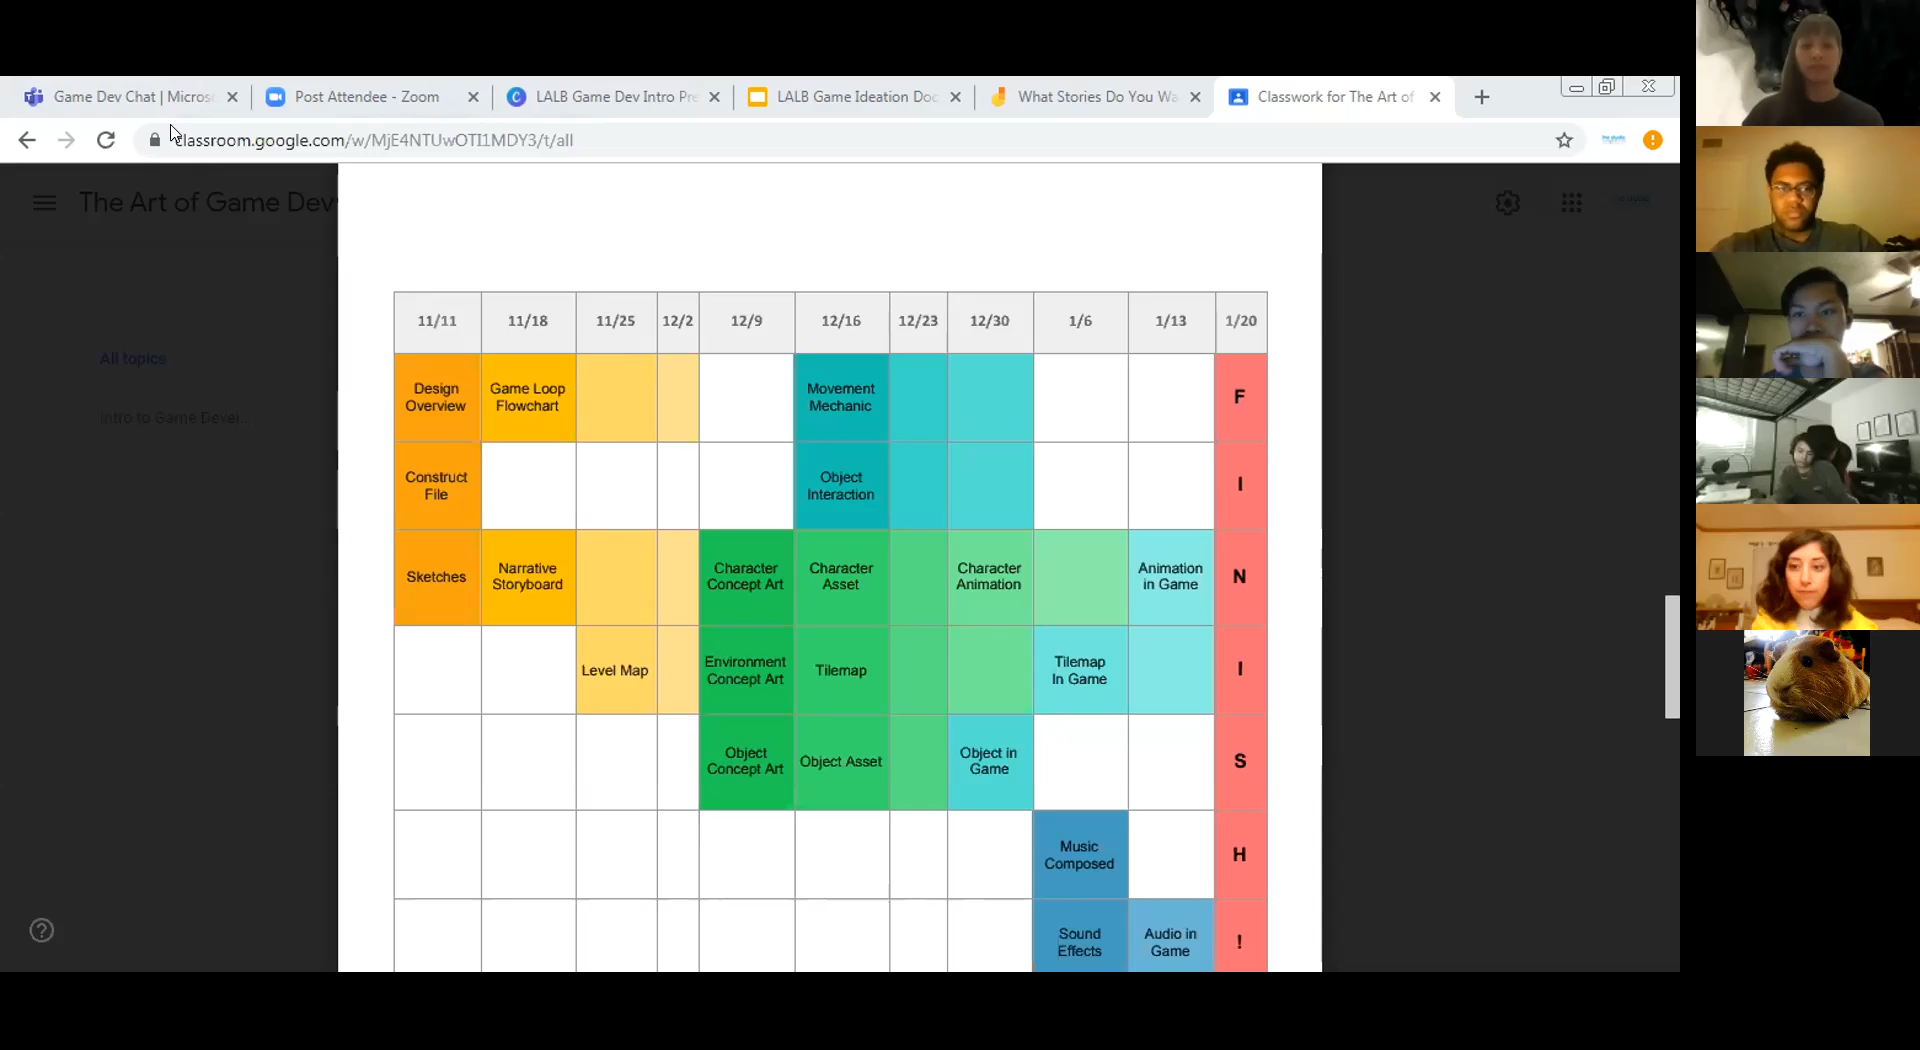 Game Dev Chat | Micros
Post Attendee - Zoom
LALB Game Dev Intro Pre
LALB Game Ideation Doc
What Stories Do You Wa
Classwork for The Art of
classroom.google.com/w/MjE4NTUwOTI1MDY3/t/all
The Art of Game Dev
All topics
Intro to Game Devel...
11/11 11/18 11/25 12/2 12/9 12/16 12/23 12/30 1/6 1/13 1/20
Design
Overview
Game Loop
Flowchart
Movement
Mechanic
F
Construct
File
Object
Interaction
I
Sketches
Narrative
Storyboard
Character
Concept Art
Character
Asset
Character
Animation
Animation
in Game
N
Level Map
Environment
Concept Art
Tilemap
Tilemap
In Game
I
Object
Concept Art
Object Asset
Object in
Game
S
Music
Composed
H
Sound
Effects
Audio in
Game
!